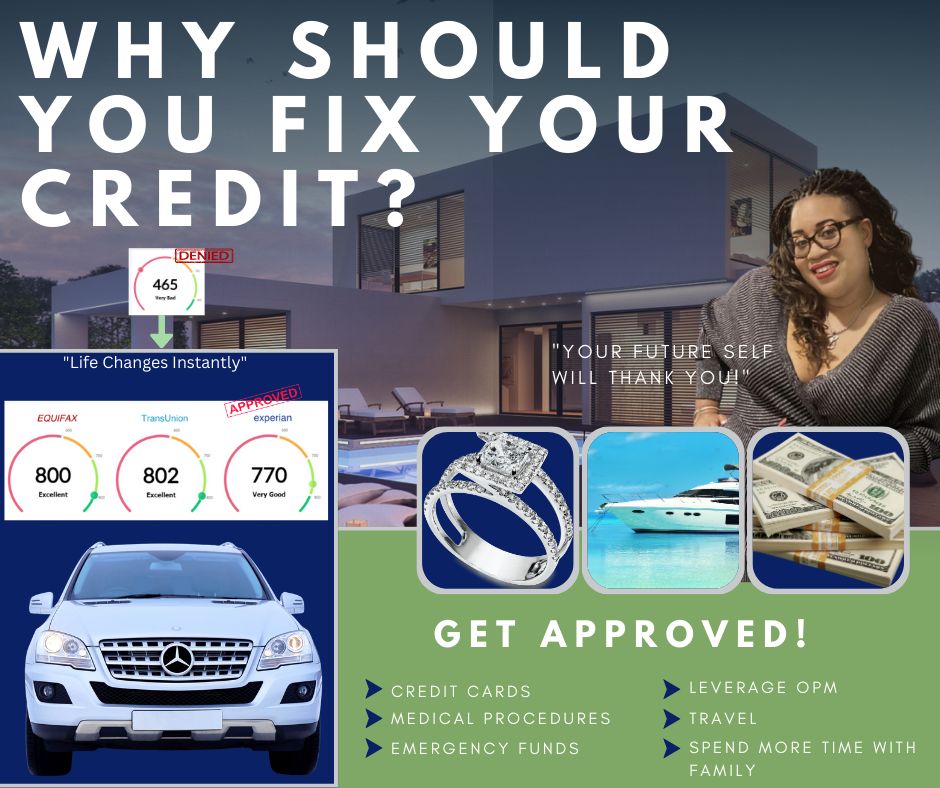 WHY SHOULD
YOU FIX YOUR
CREDIT?
DENIED
465
Very Bad
"Life Changes Instantly"
APPROVED
EQUIFAX
TransUnion
experian
800
Excellent
802
Excellent
770
Very Good
"YOUR FUTURE SELF
WILL THANK YOU!"
100
GET APPROVED!
CREDIT CARDS
MEDICAL PROCEDURES
EMERGENCY FUNDS
LEVERAGE OPM
TRAVEL
SPEND MORE TIME WITH
FAMILY